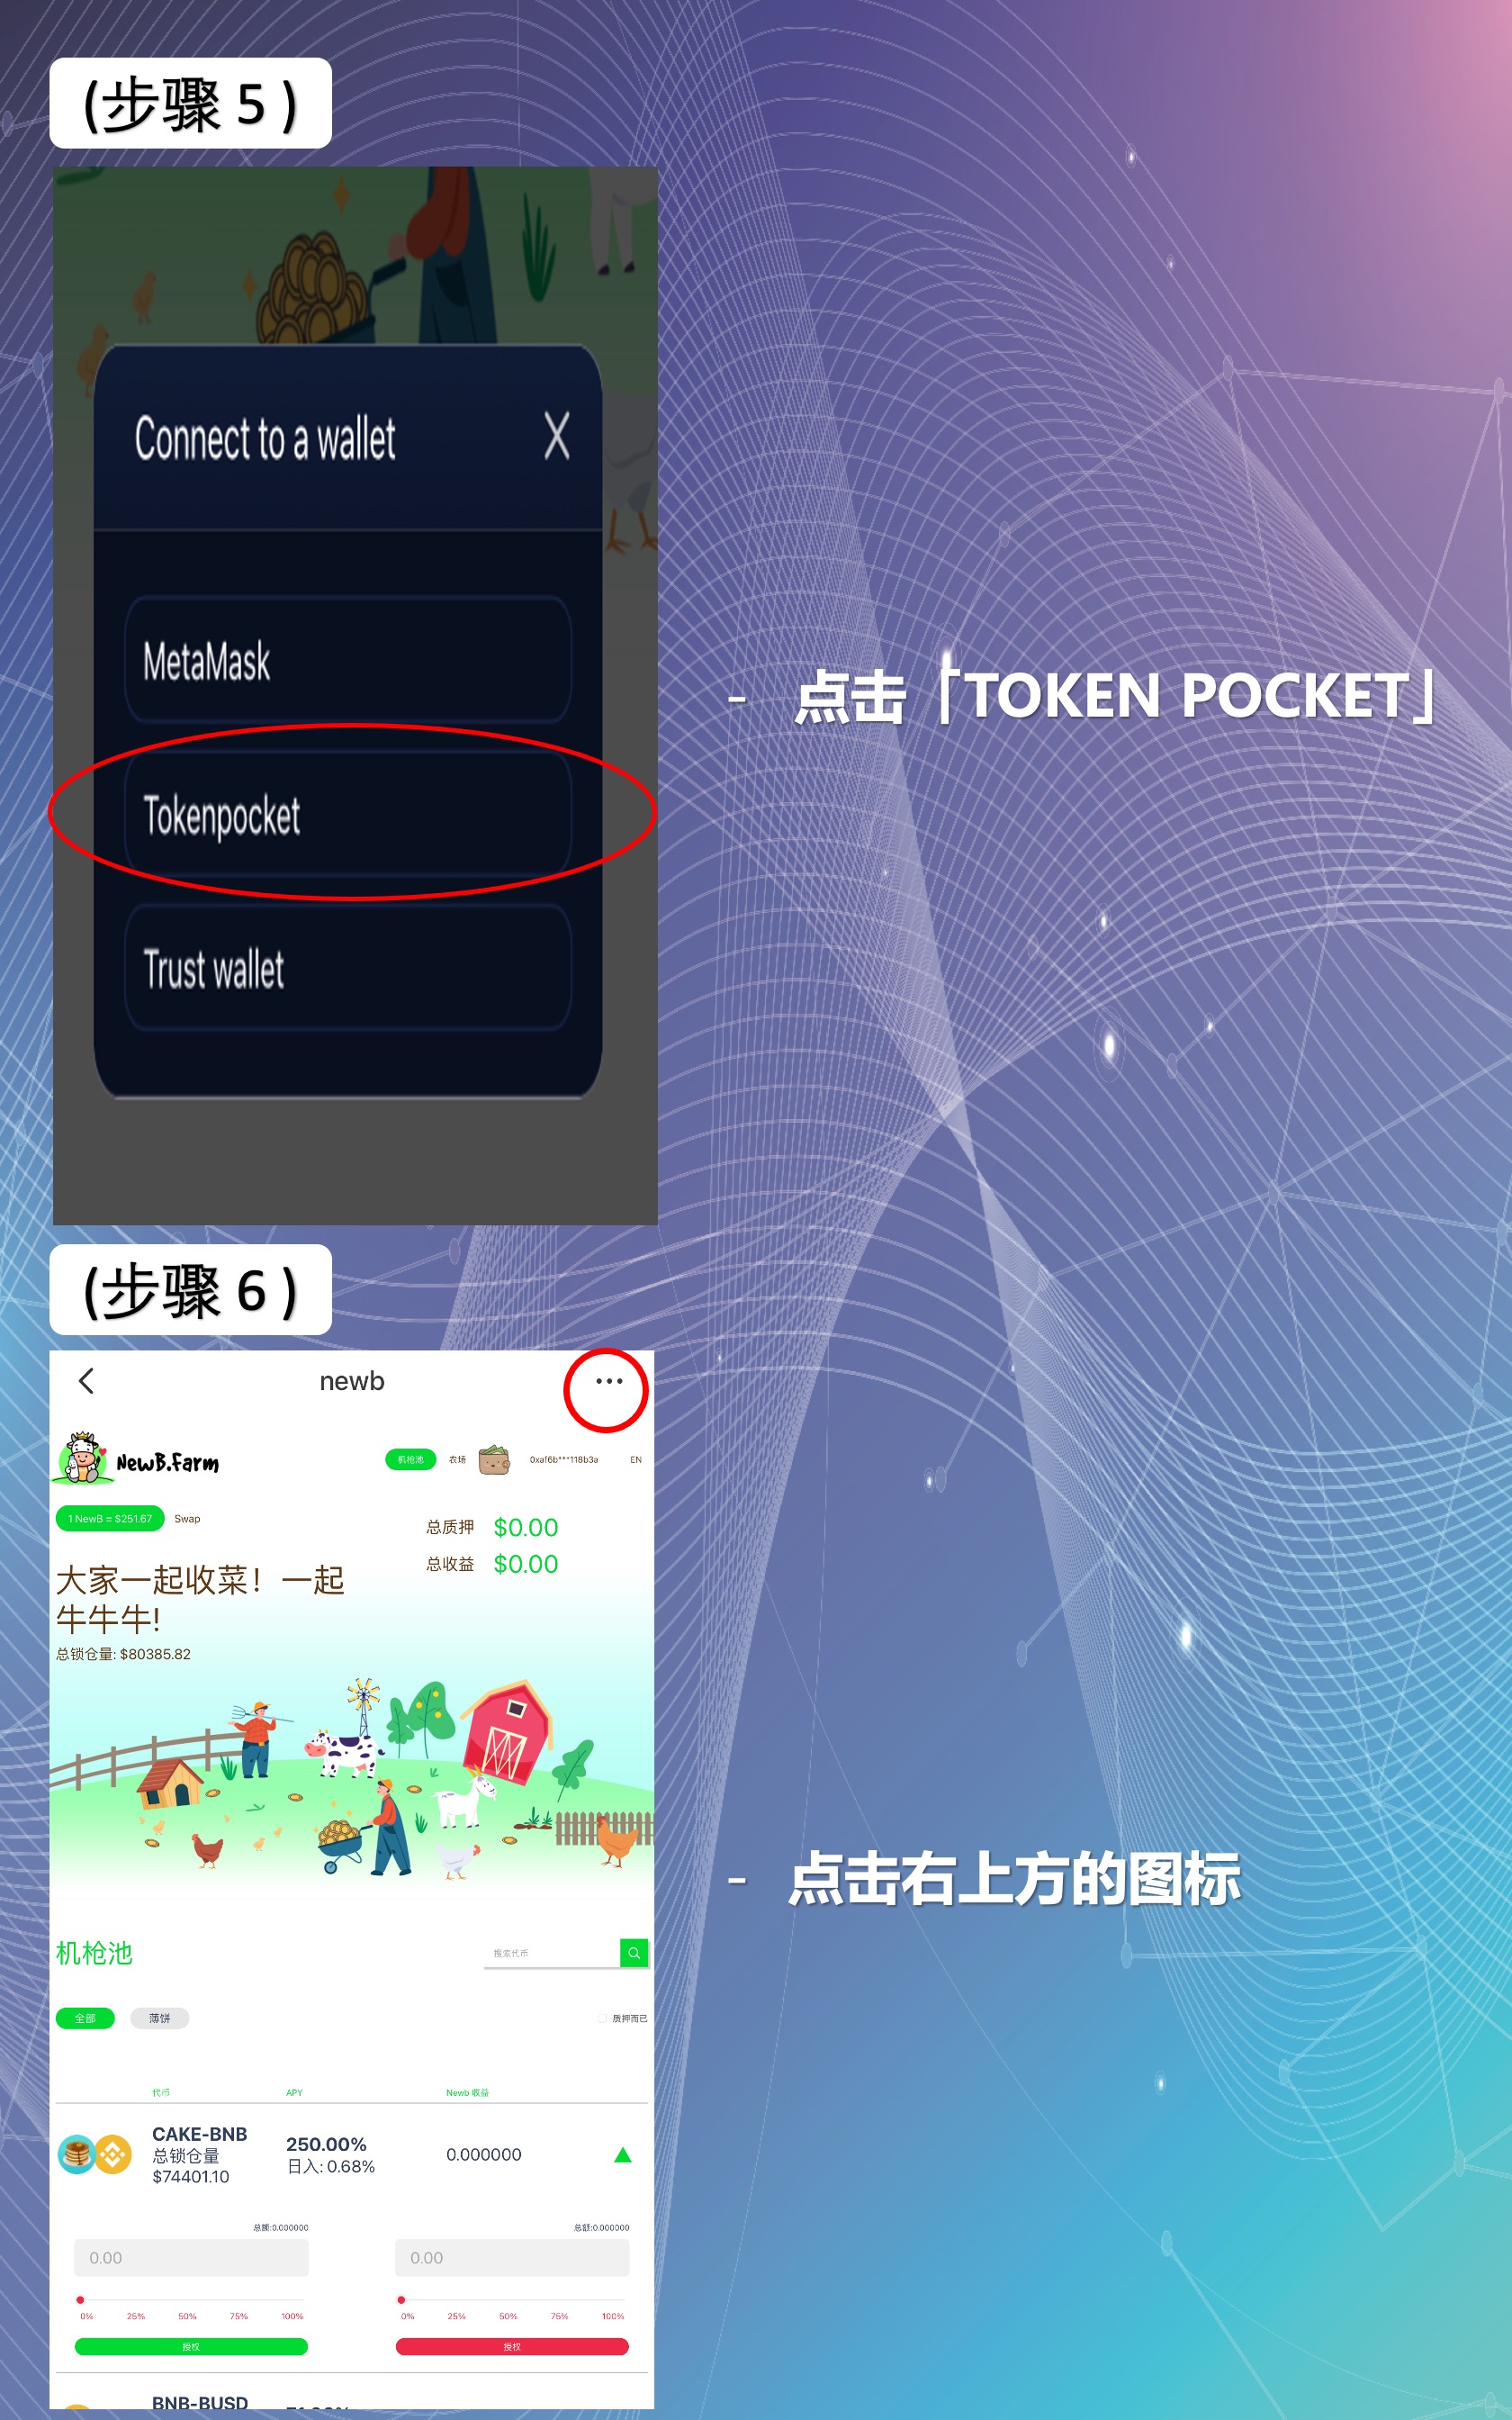 (步骤 5 )
Connect to a wallet
X
MetaMask
Tokenpocket
Trust wallet
- 点击「TOKEN POCKET」
(步骤 6 )
newb
NewB.Farm
机枪池 农场 0xaf6b***118b3a EN
1 NewB = $251.67 Swap
总质押 $0.00
总收益 $0.00
大家一起收菜！一起
牛牛牛!
总锁仓量: $80385.82
- 点击右上方的图标
机枪池
搜索代币
全部 薄饼 质押而已
代币 APY Newb 收益
CAKE-BNB
总锁仓量
$74401.10
250.00%
日入: 0.68%
0.000000
总额:0.000000 总额:0.000000
0.00 0.00
0% 25% 50% 75% 100% 0% 25% 50% 75% 100%
授权 授权
BNB-BUSD